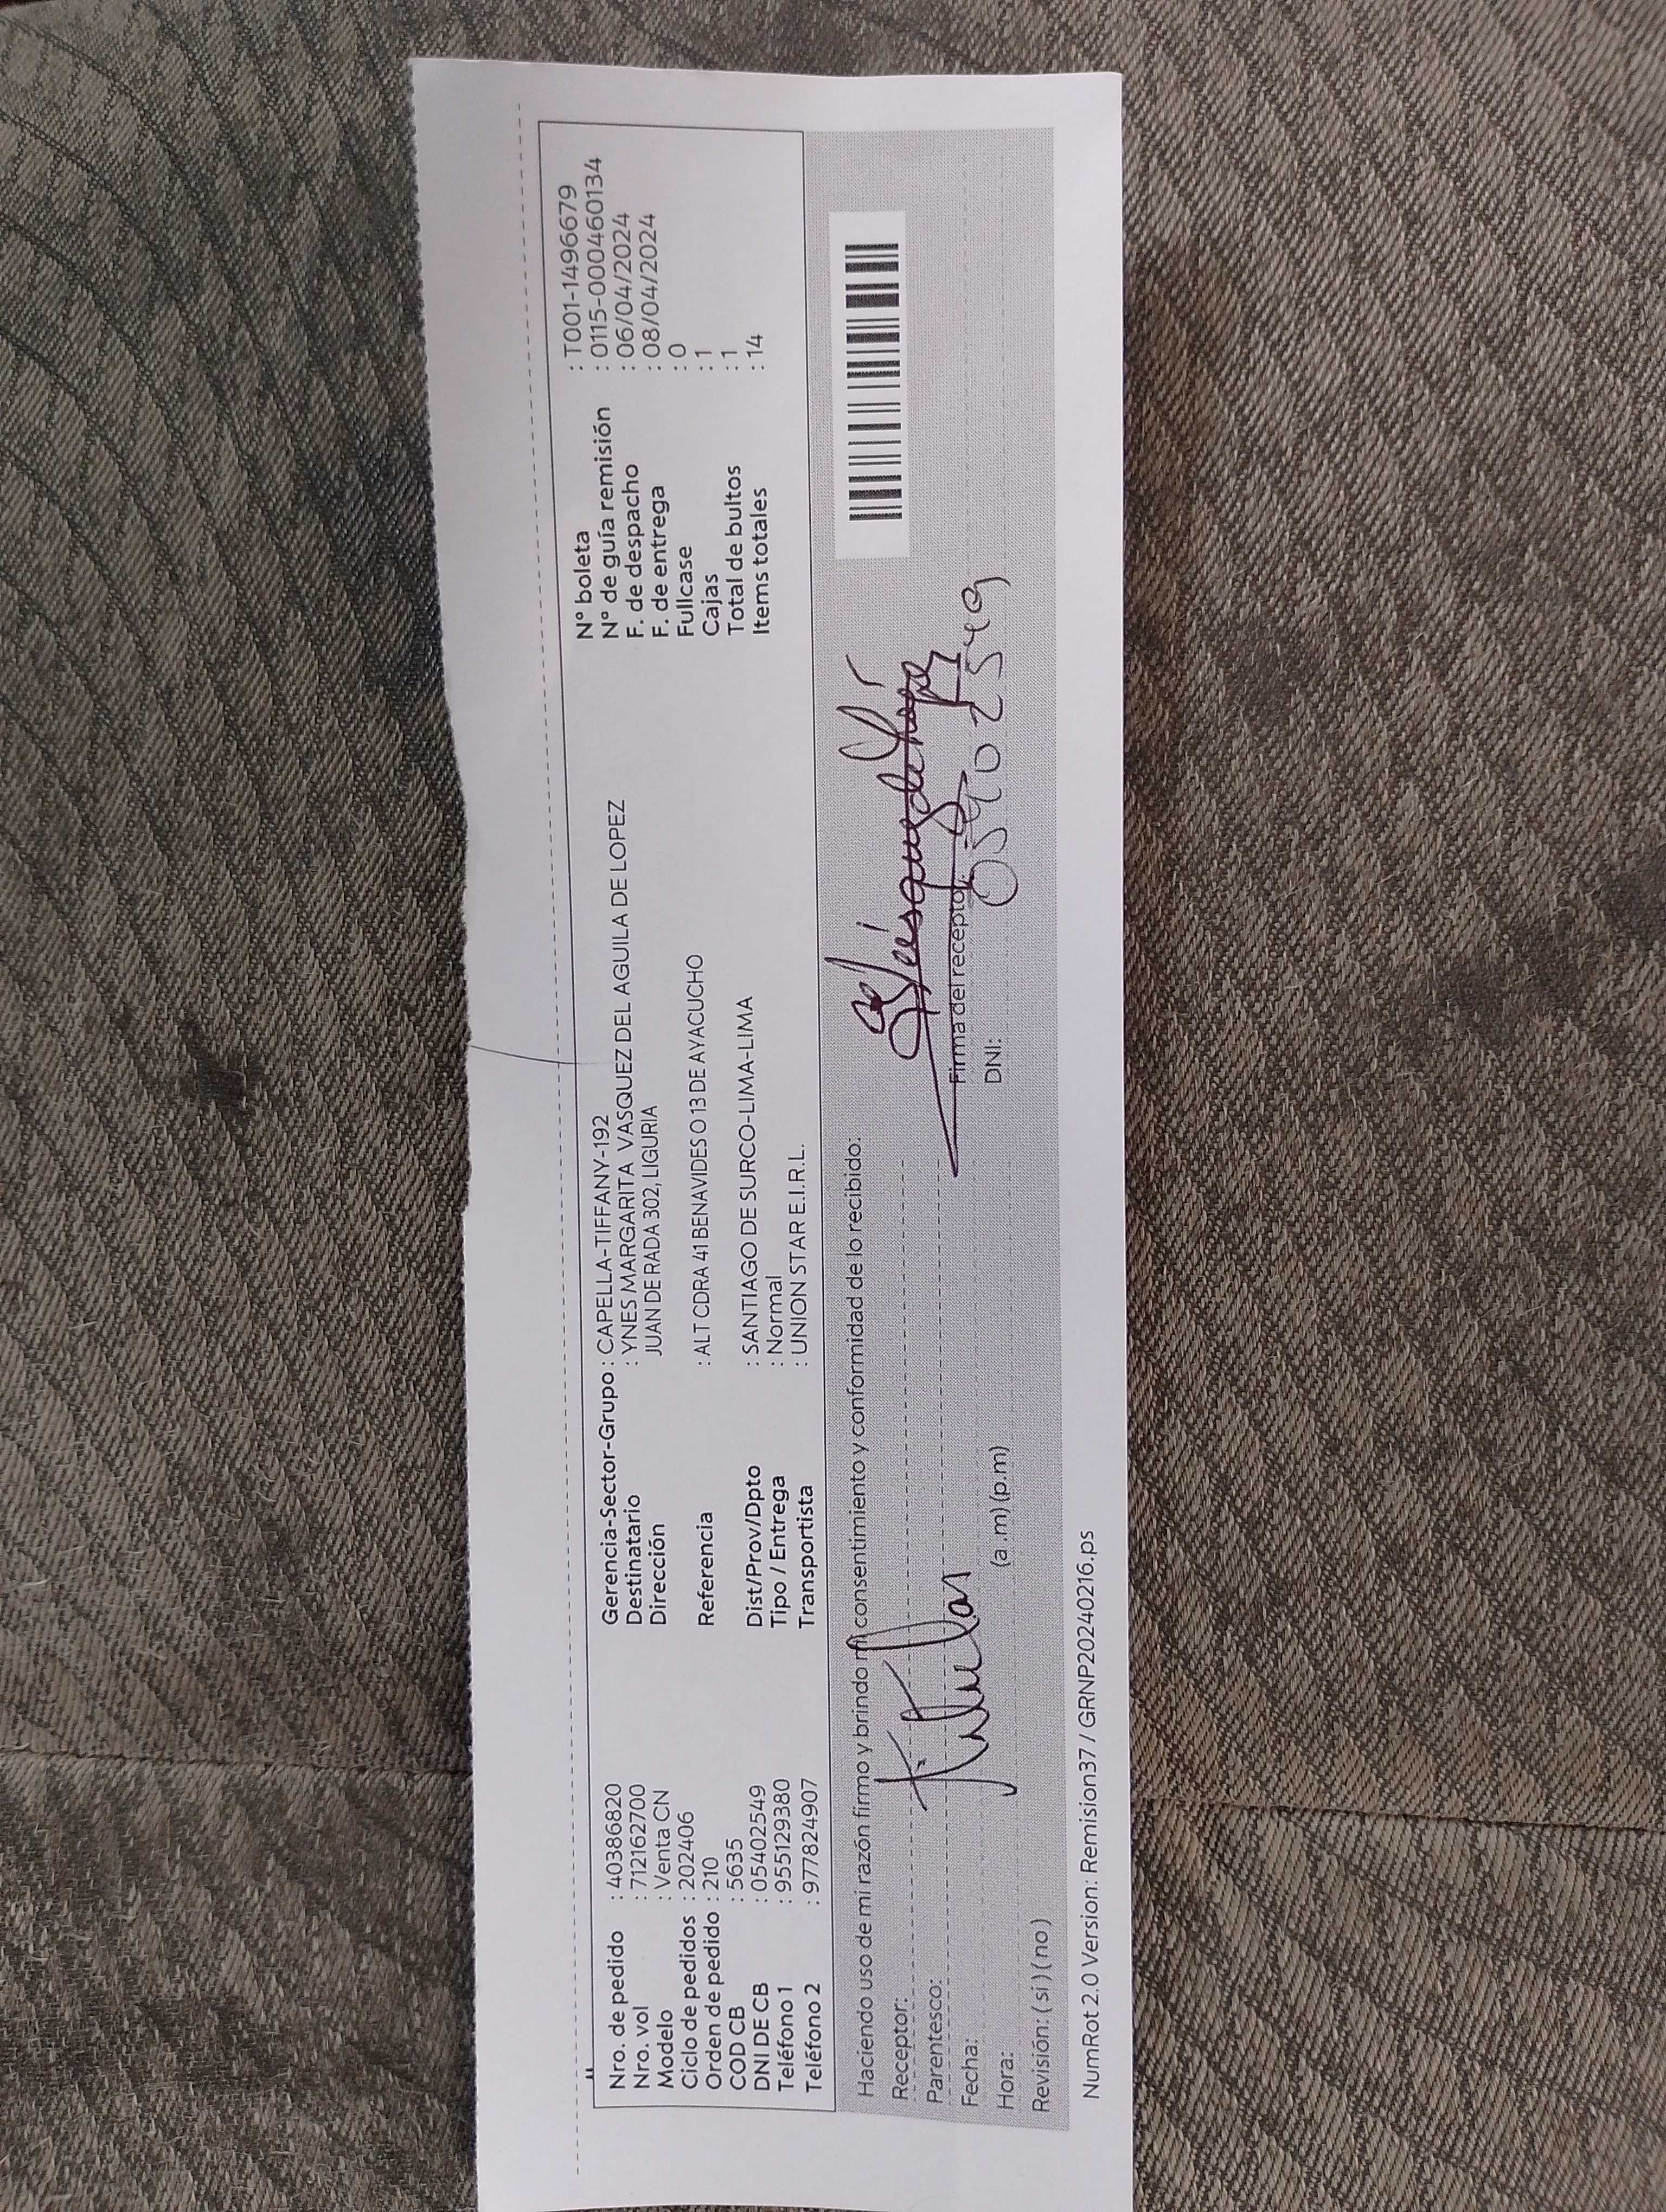 Nro. de pedido : 40386820
Nro. vol : 712162700
Modelo : Venta CN
Ciclo de pedidos : 202406
Orden de pedido : 210
COD CB : 5635
DNI DE CB : 05402549
Teléfono 1 : 955129380
Teléfono 2 : 977824907
Gerencia-Sector-Grupo : CAPELLA-TIFFANY-192
Destinatario : YNES MARGARITA VASQUEZ DEL AGUILA DE LOPEZ
Dirección JUAN DE RADA 302, LIGURIA
Referencia : ALT CDRA 41 BENAVIDES O 13 DE AYACUCHO
Dist/Prov/Dpto : SANTIAGO DE SURCO-LIMA-LIMA
Tipo / Entrega : Normal
Transportista : UNION STAR E.I.R.L.
N° boleta : T001-1496679
N° de guía remisión : 0115-0000460134
F. de despacho : 06/04/2024
F. de entrega : 08/04/2024
Fullcase : 0
Cajas : 1
Total de bultos : 1
Items totales : 14
Haciendo uso de mi razón firmo y brindo mi consentimiento y conformidad de lo recibido:
Receptor:
Parentesco:
Fecha:
Hora: (a.m) (p.m)
Revisión: (si) (no)
Firma del receptor
DNI: 05402549
NumRot 2.0 Version: Remision37 / GRNP20240216.ps